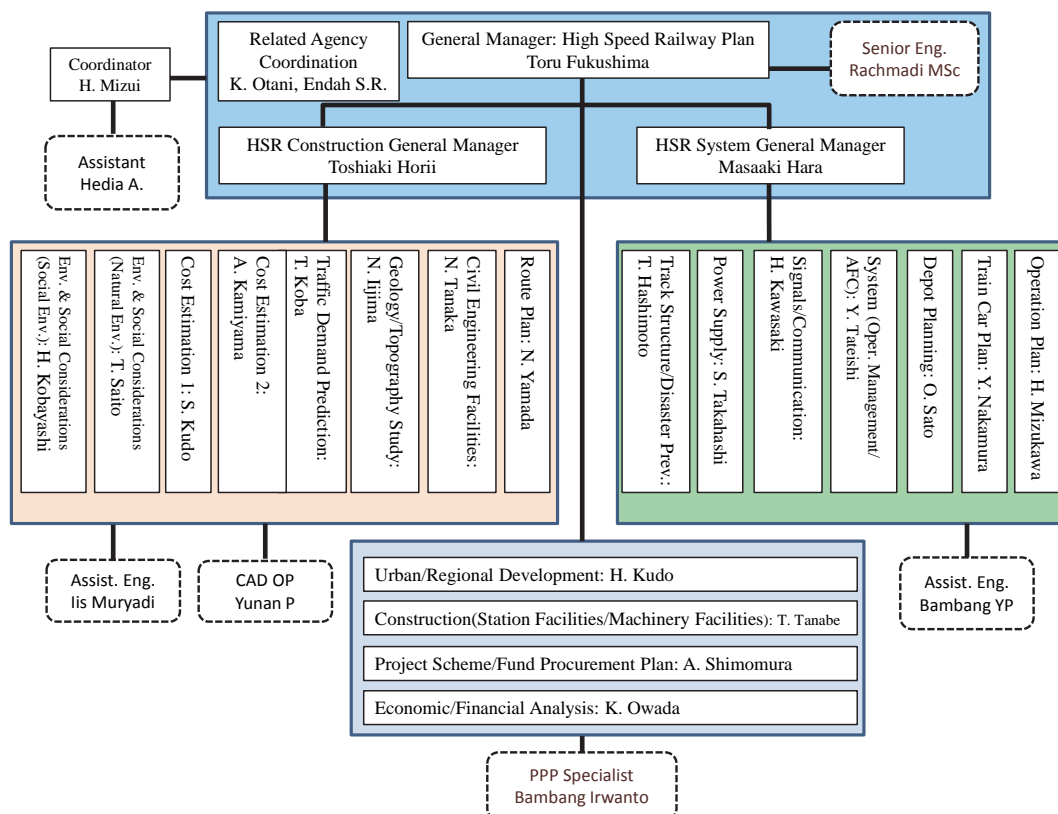 Related Agency
Coordination
K. Otani, Endah S.R.
General Manager: High Speed Railway Plan
Toru Fukushima
Senior Eng.
Rachmadi MSc
Coordinator
H. Mizui
Assistant
Hedia A.
HSR Construction General Manager
Toshiaki Horii
HSR System General Manager
Masaaki Hara
Env. & Social Considerations
(Social Env.): H. Kobayashi
Env. & Social Considerations
(Natural Env.): T. Saito
Cost Estimation 1: S. Kudo
Cost Estimation 2:
A. Kamiyama
Traffic Demand Prediction:
T. Koba
Geology/Topography Study:
N. Iijima
Civil Engineering Facilities:
N. Tanaka
Route Plan: N. Yamada
Track Structure/Disaster Prev.:
T. Hashimoto
Power Supply: S. Takahashi
Signals/Communication:
H. Kawasaki
System (Oper. Management/
AFC): Y. Tateishi
Depot Planning: O. Sato
Train Car Plan: Y. Nakamura
Operation Plan: H. Mizukawa
Assist. Eng.
Iis Muryadi
CAD OP
Yunan P
Assist. Eng.
Bambang YP
Urban/Regional Development: H. Kudo
Construction(Station Facilities/Machinery Facilities): T. Tanabe
Project Scheme/Fund Procurement Plan: A. Shimomura
Economic/Financial Analysis: K. Owada
PPP Specialist
Bambang Irwanto